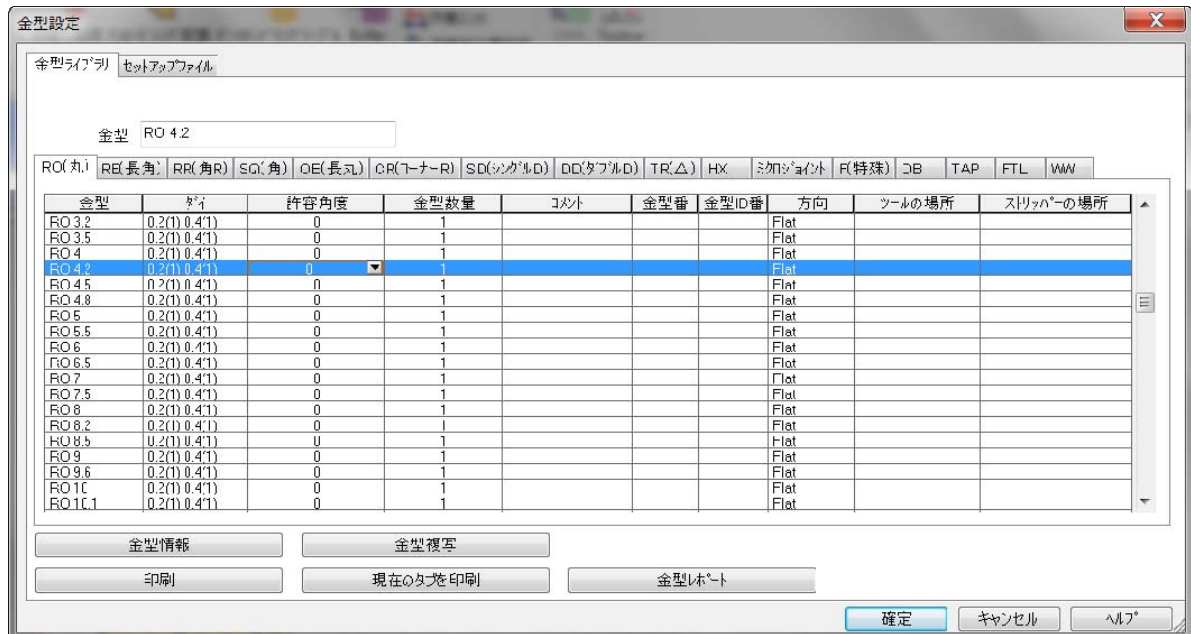 金型設定
金型ライブラリ セットアップファイル
金型 RO 4.2
RO(丸) RE(長角) RR(角R) SQ(角) OE(長丸) CR(コーナーR) SD(シングルD) DD(ダブルD) TR(△) HX ミクロジョイント F(特殊) DB TAP FTL WW
金型 ダイ 許容角度 金型数量 コメント 金型番 金型ID番 方向 ツールの場所 ストリッパーの場所
RO 3.2 0.2(1) 0.4(1) 0 1 Flat
RO 3.5 0.2(1) 0.4(1) 0 1 Flat
RO 4 0.2(1) 0.4(1) 0 1 Flat
RO 4.2 0.2(1) 0.4(1) 0 1 Flat
RO 4.5 0.2(1) 0.4(1) 0 1 Flat
RO 4.8 0.2(1) 0.4(1) 0 1 Flat
RO 5 0.2(1) 0.4(1) 0 1 Flat
RO 5.5 0.2(1) 0.4(1) 0 1 Flat
RO 6 0.2(1) 0.4(1) 0 1 Flat
RO 6.5 0.2(1) 0.4(1) 0 1 Flat
RO 7 0.2(1) 0.4(1) 0 1 Flat
RO 7.5 0.2(1) 0.4(1) 0 1 Flat
RO 8 0.2(1) 0.4(1) 0 1 Flat
RO 8.2 0.2(1) 0.4(1) 0 1 Flat
RO 8.5 0.2(1) 0.4(1) 0 1 Flat
RO 9 0.2(1) 0.4(1) 0 1 Flat
RO 9.6 0.2(1) 0.4(1) 0 1 Flat
RO 10 0.2(1) 0.4(1) 0 1 Flat
RO 10.1 0.2(1) 0.4(1) 0 1 Flat
金型情報 金型複写
印刷 現在のタブを印刷 金型レポート
確定 キャンセル ヘルプ